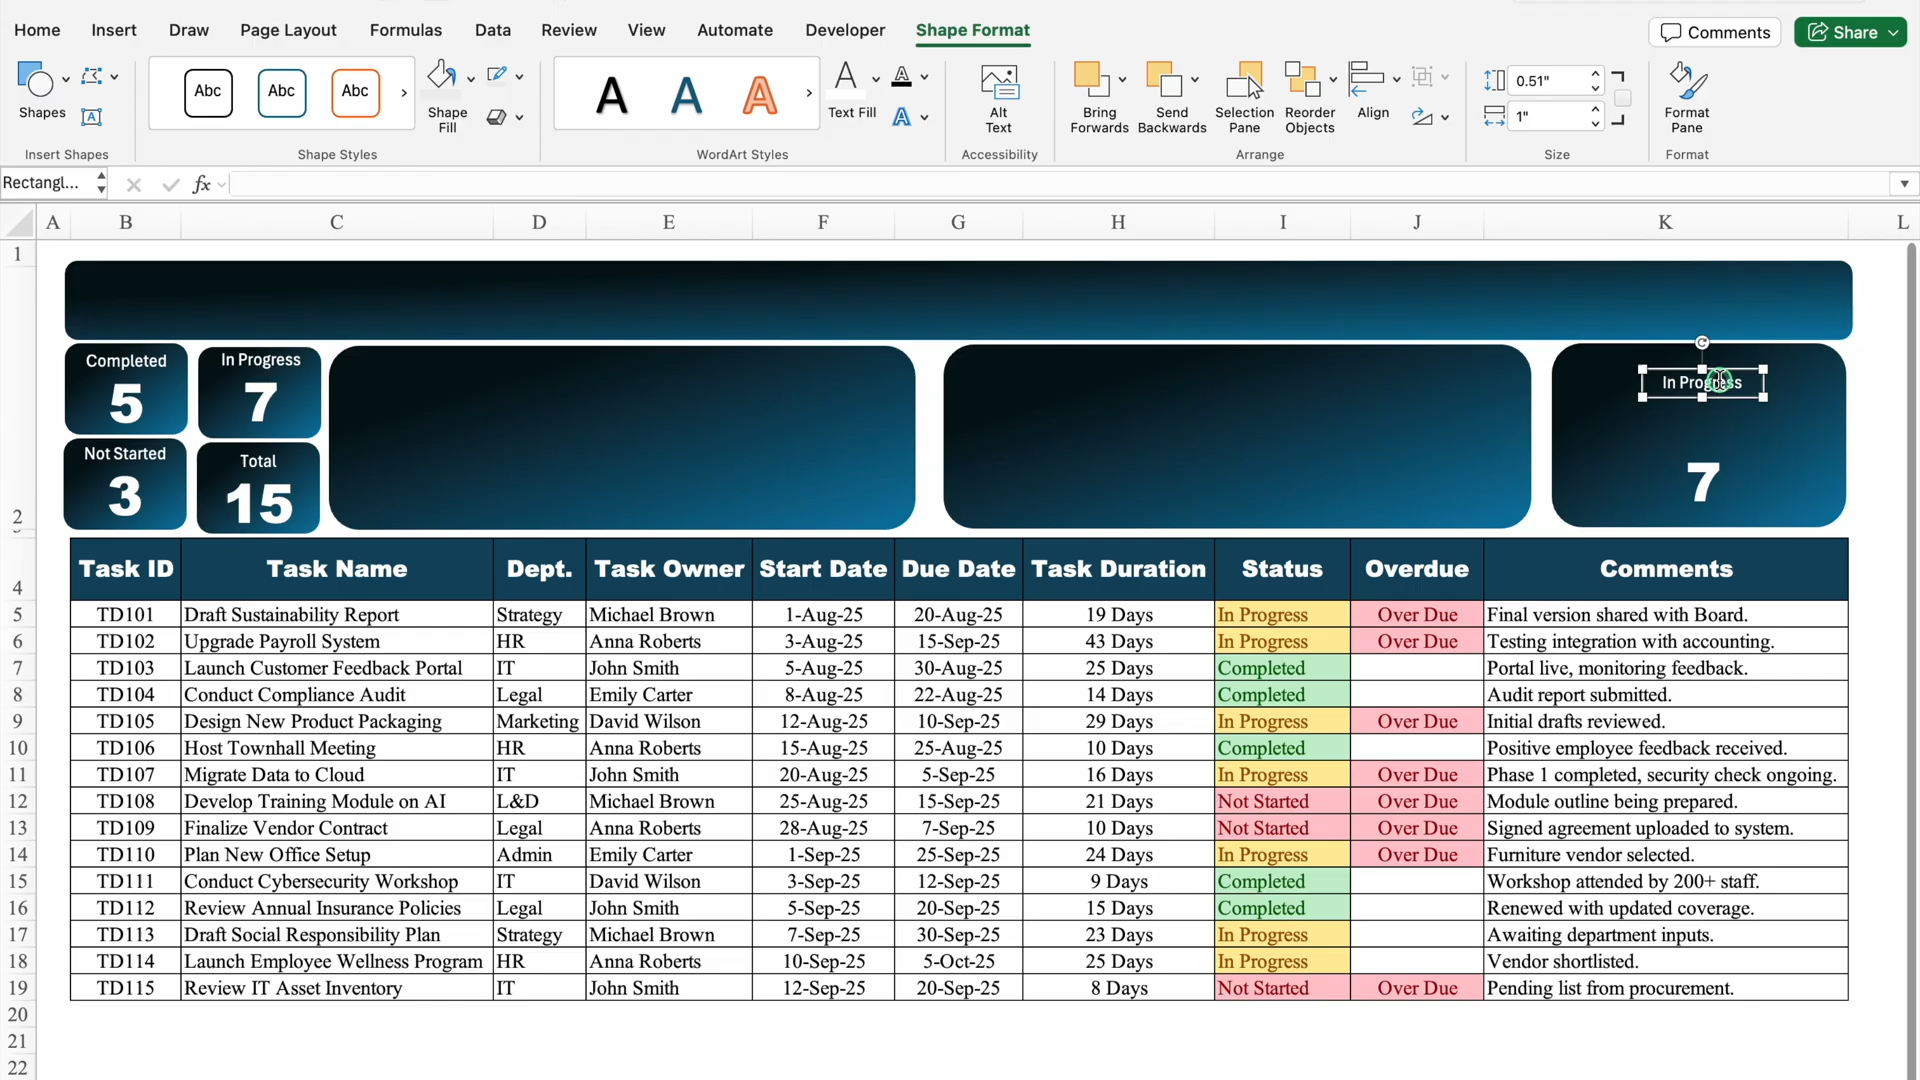 Home Insert Draw Page Layout Formulas Data Review View Automate Developer Shape Format Comments Share
Abc Abc Abc A A A 0.51"
Shapes Shape Fill Text Fill Alt Text Bring Forwards Send Backwards Selection Pane Reorder Objects Align 1" Format Pane
Insert Shapes Shape Styles WordArt Styles Accessibility Arrange Size Format
Rectangl... fx
A B C D E F G H I J K L
1
Completed In Progress In Progress
5 7
7
Not Started Total
3 15
2
4 Task ID Task Name Dept. Task Owner Start Date Due Date Task Duration Status Overdue Comments
5 TD101 Draft Sustainability Report Strategy Michael Brown 1-Aug-25 20-Aug-25 19 Days In Progress Over Due Final version shared with Board.
6 TD102 Upgrade Payroll System HR Anna Roberts 3-Aug-25 15-Sep-25 43 Days In Progress Over Due Testing integration with accounting.
7 TD103 Launch Customer Feedback Portal IT John Smith 5-Aug-25 30-Aug-25 25 Days Completed Portal live, monitoring feedback.
8 TD104 Conduct Compliance Audit Legal Emily Carter 8-Aug-25 22-Aug-25 14 Days Completed Audit report submitted.
9 TD105 Design New Product Packaging Marketing David Wilson 12-Aug-25 10-Sep-25 29 Days In Progress Over Due Initial drafts reviewed.
10 TD106 Host Townhall Meeting HR Anna Roberts 15-Aug-25 25-Aug-25 10 Days Completed Positive employee feedback received.
11 TD107 Migrate Data to Cloud IT John Smith 20-Aug-25 5-Sep-25 16 Days In Progress Over Due Phase 1 completed, security check ongoing.
12 TD108 Develop Training Module on AI L&D Michael Brown 25-Aug-25 15-Sep-25 21 Days Not Started Over Due Module outline being prepared.
13 TD109 Finalize Vendor Contract Legal Anna Roberts 28-Aug-25 7-Sep-25 10 Days Not Started Over Due Signed agreement uploaded to system.
14 TD110 Plan New Office Setup Admin Emily Carter 1-Sep-25 25-Sep-25 24 Days In Progress Over Due Furniture vendor selected.
15 TD111 Conduct Cybersecurity Workshop IT David Wilson 3-Sep-25 12-Sep-25 9 Days Completed Workshop attended by 200+ staff.
16 TD112 Review Annual Insurance Policies Legal John Smith 5-Sep-25 20-Sep-25 15 Days Completed Renewed with updated coverage.
17 TD113 Draft Social Responsibility Plan Strategy Michael Brown 7-Sep-25 30-Sep-25 23 Days In Progress Awaiting department inputs.
18 TD114 Launch Employee Wellness Program HR Anna Roberts 10-Sep-25 5-Oct-25 25 Days In Progress Vendor shortlisted.
19 TD115 Review IT Asset Inventory IT John Smith 12-Sep-25 20-Sep-25 8 Days Not Started Over Due Pending list from procurement.
20
21
22